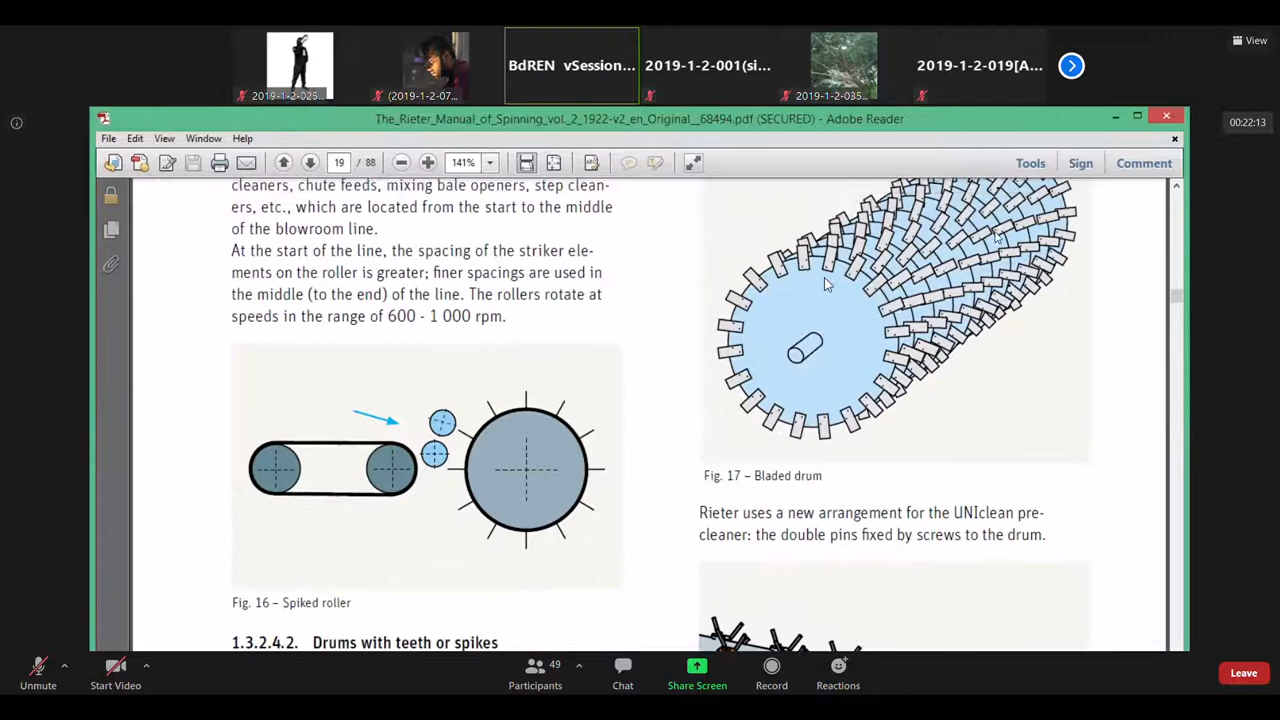 BdREN vSession...
2019-1-2-001(si...
2019-1-2-019[A...
View
2019-1-2-025...
(2019-1-2-07...
2019-1-2-035...
The_Rieter_Manual_of_Spinning_vol._2_1922-v2_en_Original__68494.pdf (SECURED) - Adobe Reader
00:22:13
File Edit View Window Help
19 / 88
141%
Tools Sign Comment
cleaners, chute feeds, mixing bale openers, step clean-
ers, etc., which are located from the start to the middle
of the blowroom line.
At the start of the line, the spacing of the striker ele-
ments on the roller is greater; finer spacings are used in
the middle (to the end) of the line. The rollers rotate at
speeds in the range of 600 - 1 000 rpm.
Fig. 16 – Spiked roller
1.3.2.4.2. Drums with teeth or spikes
Fig. 17 – Bladed drum
Rieter uses a new arrangement for the UNIclean pre-
cleaner: the double pins fixed by screws to the drum.
49
Unmute
Start Video
Participants
Chat
Share Screen
Record
Reactions
Leave